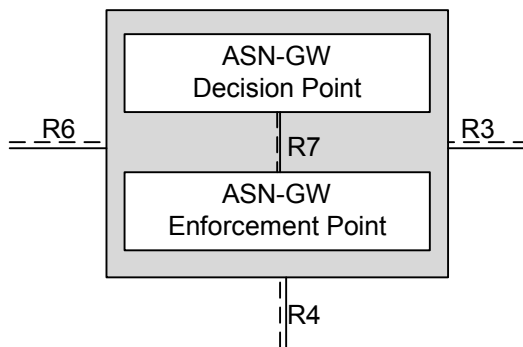 ASN-GW
Decision Point
R6
R3
R7
ASN-GW
Enforcement Point
R4